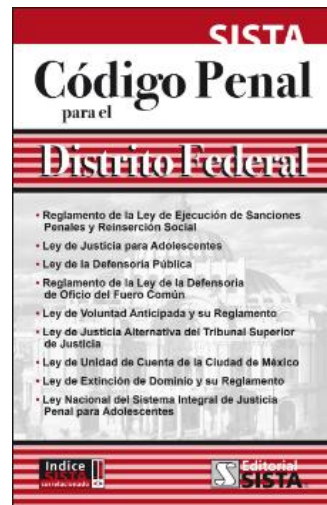 SISTA
Código Penal
para el
Distrito Federal
• Reglamento de la Ley de Ejecución de Sanciones
Penales y Reinserción Social
• Ley de Justicia para Adolescentes
• Ley de la Defensoría Pública
• Reglamento de la Ley de la Defensoría
de Oficio del Fuero Común
• Ley de Voluntad Anticipada y su Reglamento
• Ley de Justicia Alternativa del Tribunal Superior
de Justicia
• Ley de Unidad de Cuenta de la Ciudad de México
• Ley de Extinción de Dominio y su Reglamento
• Ley Nacional del Sistema Integral de Justicia
Penal para Adolescentes
Indice
SISTA
correlacionado
Editorial
SISTA